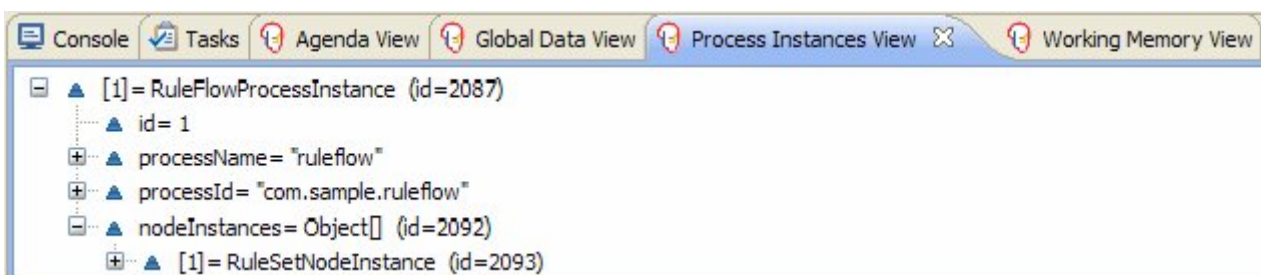 Console Tasks Agenda View Global Data View Process Instances View Working Memory View
[1]= RuleFlowProcessInstance (id=2087)
id= 1
processName= "ruleflow"
processId= "com.sample.ruleflow"
nodeInstances= Object[] (id=2092)
[1]= RuleSetNodeInstance (id=2093)